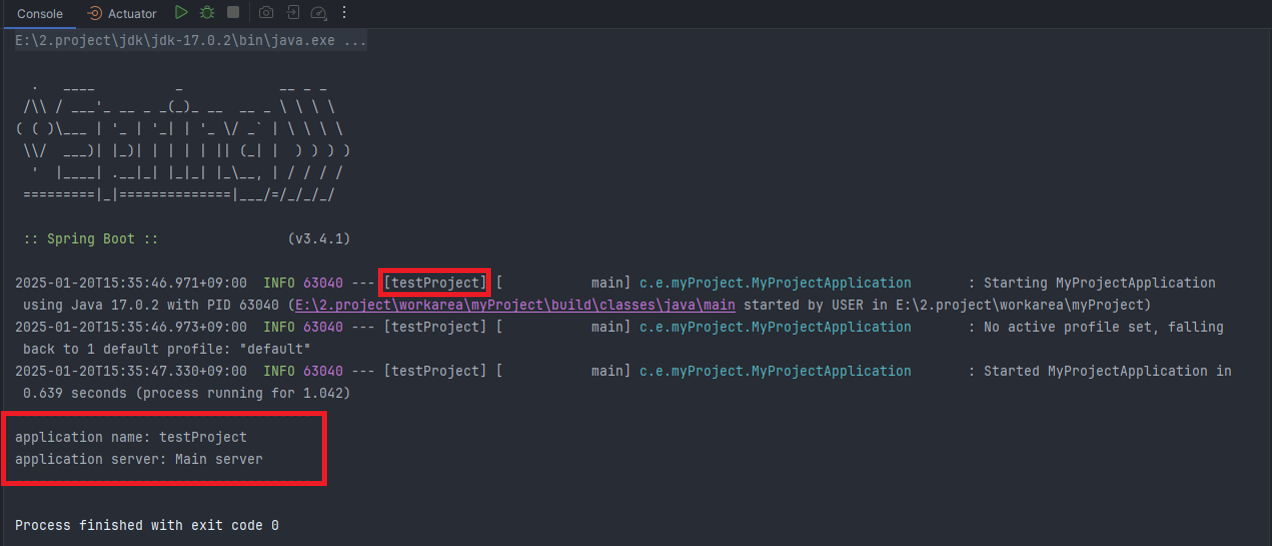 Console Actuator
E:\2.project\jdk\jdk-17.0.2\bin\java.exe ...
  .   ____          _            __ _ _
 /\\ / ___'_ __ _ _(_)_ __  __ _ \ \ \ \
( ( )\___ | '_ | '_| | '_ \/ _` | \ \ \ \
 \\/  ___)| |_)| | | | | || (_| |  ) ) ) )
  '  |____| .__|_| |_|_| |_\__, | / / / /
 =========|_|==============|___/=/_/_/_/
 :: Spring Boot ::                (v3.4.1)
2025-01-20T15:35:46.971+09:00  INFO 63040 --- [testProject] [           main] c.e.myProject.MyProjectApplication       : Starting MyProjectApplication
 using Java 17.0.2 with PID 63040 (E:\2.project\workarea\myProject\build\classes\java\main started by USER in E:\2.project\workarea\myProject)
2025-01-20T15:35:46.973+09:00  INFO 63040 --- [testProject] [           main] c.e.myProject.MyProjectApplication       : No active profile set, falling
 back to 1 default profile: "default"
2025-01-20T15:35:47.330+09:00  INFO 63040 --- [testProject] [           main] c.e.myProject.MyProjectApplication       : Started MyProjectApplication in
 0.639 seconds (process running for 1.042)
---------------------------------------
application name: testProject
application server: Main server
---------------------------------------
Process finished with exit code 0